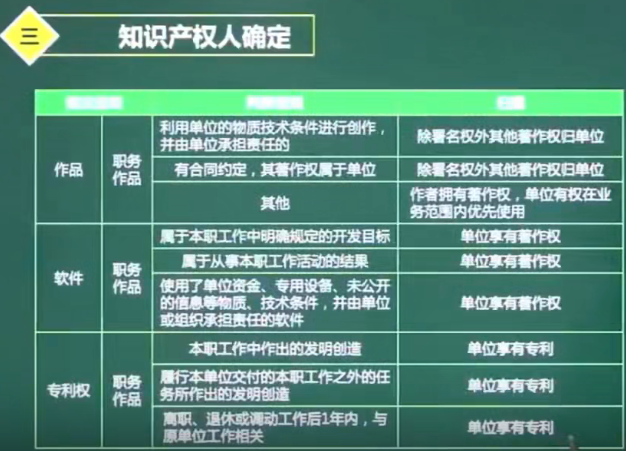 三
知识产权人确定
归属
作品
职务
作品
利用单位的物质技术条件进行创作，
并由单位承担责任的
除署名权外其他著作权归单位
有合同约定，其著作权属于单位
除署名权外其他著作权归单位
其他
作者拥有著作权，单位有权在业
务范围内优先使用
软件
职务
作品
属于本职工作中明确规定的开发目标
单位享有著作权
属于从事本职工作活动的结果
单位享有著作权
使用了单位资金、专用设备、未公开
的信息等物质、技术条件，并由单位
或组织承担责任的软件
单位享有著作权
专利权
职务
作品
本职工作中作出的发明创造
单位享有专利
履行本单位交付的本职工作之外的任
务所作出的发明创造
单位享有专利
离职、退休或调动工作后1年内，与
原单位工作相关
单位享有专利